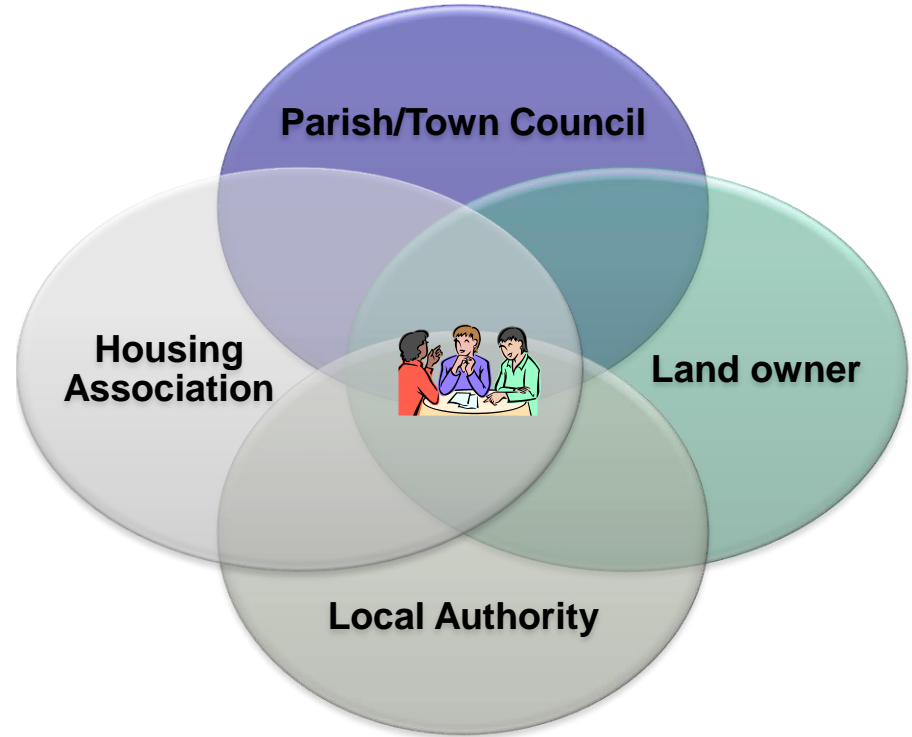 Parish/Town Council
Housing
Association
Land owner
Local Authority